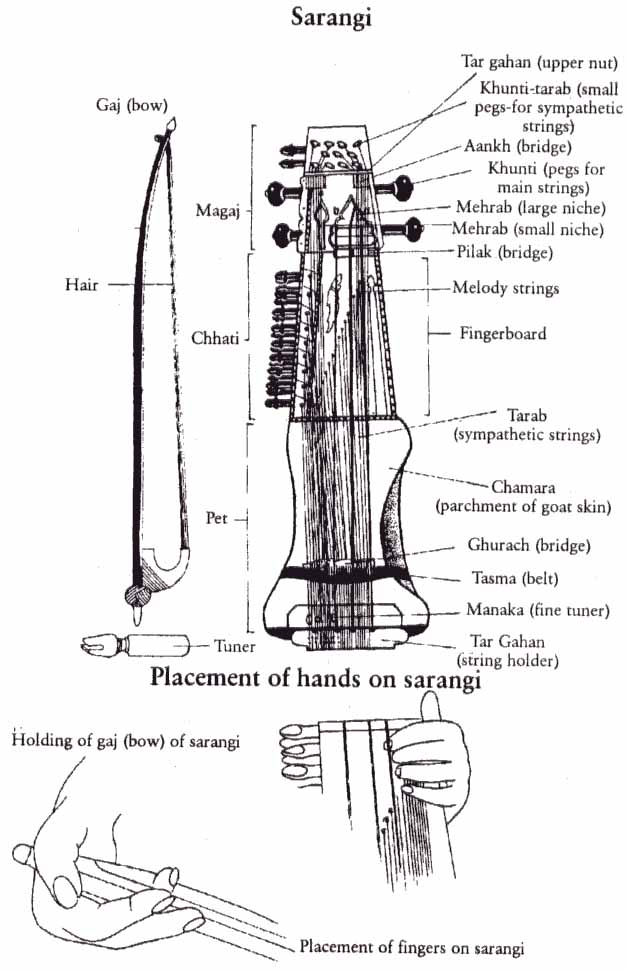 Sarangi
Tar gahan (upper nut)
Khunti-tarab (small
pegs-for sympathetic
strings)
Gaj (bow)
Aankh (bridge)
Khunti (pegs for
main strings)
Magaj
Mehrab (large niche)
Mehrab (small niche)
Pilak (bridge)
Hair
Melody strings
Chhati
Fingerboard
Tarab
(sympathetic strings)
Chamara
(parchment of goat skin)
Pet
Ghurach (bridge)
Tasma (belt)
Manaka (fine tuner)
Tuner
Tar Gahan
(string holder)
Placement of hands on sarangi
Holding of gaj (bow) of sarangi
Placement of fingers on sarangi